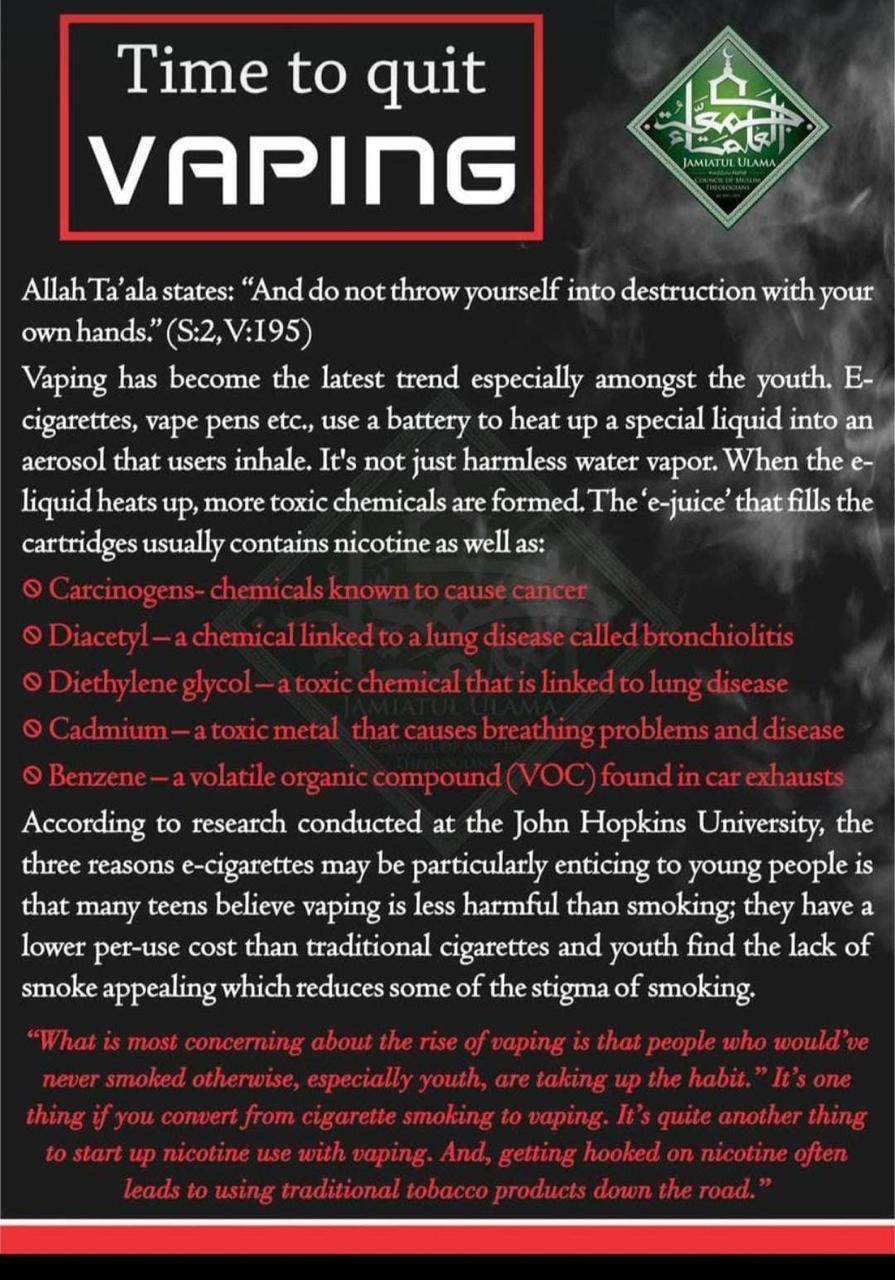 Time to quit
VAPING
جمعية العلماء
JAMIATUL ULAMA
COUNCIL OF MUSLIM
THEOLOGIANS
Allah Ta’ala states: “And do not throw yourself into destruction with your
own hands.” (S:2, V:195)
Vaping has become the latest trend especially amongst the youth. E-
cigarettes, vape pens etc., use a battery to heat up a special liquid into an
aerosol that users inhale. It's not just harmless water vapor. When the e-
liquid heats up, more toxic chemicals are formed. The ‘e-juice’ that fills the
cartridges usually contains nicotine as well as:
🛇 Carcinogens- chemicals known to cause cancer
🛇 Diacetyl – a chemical linked to a lung disease called bronchiolitis
🛇 Diethylene glycol – a toxic chemical that is linked to lung disease
🛇 Cadmium – a toxic metal that causes breathing problems and disease
🛇 Benzene – a volatile organic compound (VOC) found in car exhausts
According to research conducted at the John Hopkins University, the
three reasons e-cigarettes may be particularly enticing to young people is
that many teens believe vaping is less harmful than smoking; they have a
lower per-use cost than traditional cigarettes and youth find the lack of
smoke appealing which reduces some of the stigma of smoking.
“What is most concerning about the rise of vaping is that people who would’ve
never smoked otherwise, especially youth, are taking up the habit.” It’s one
thing if you convert from cigarette smoking to vaping. It’s quite another thing
to start up nicotine use with vaping. And, getting hooked on nicotine often
leads to using traditional tobacco products down the road.”